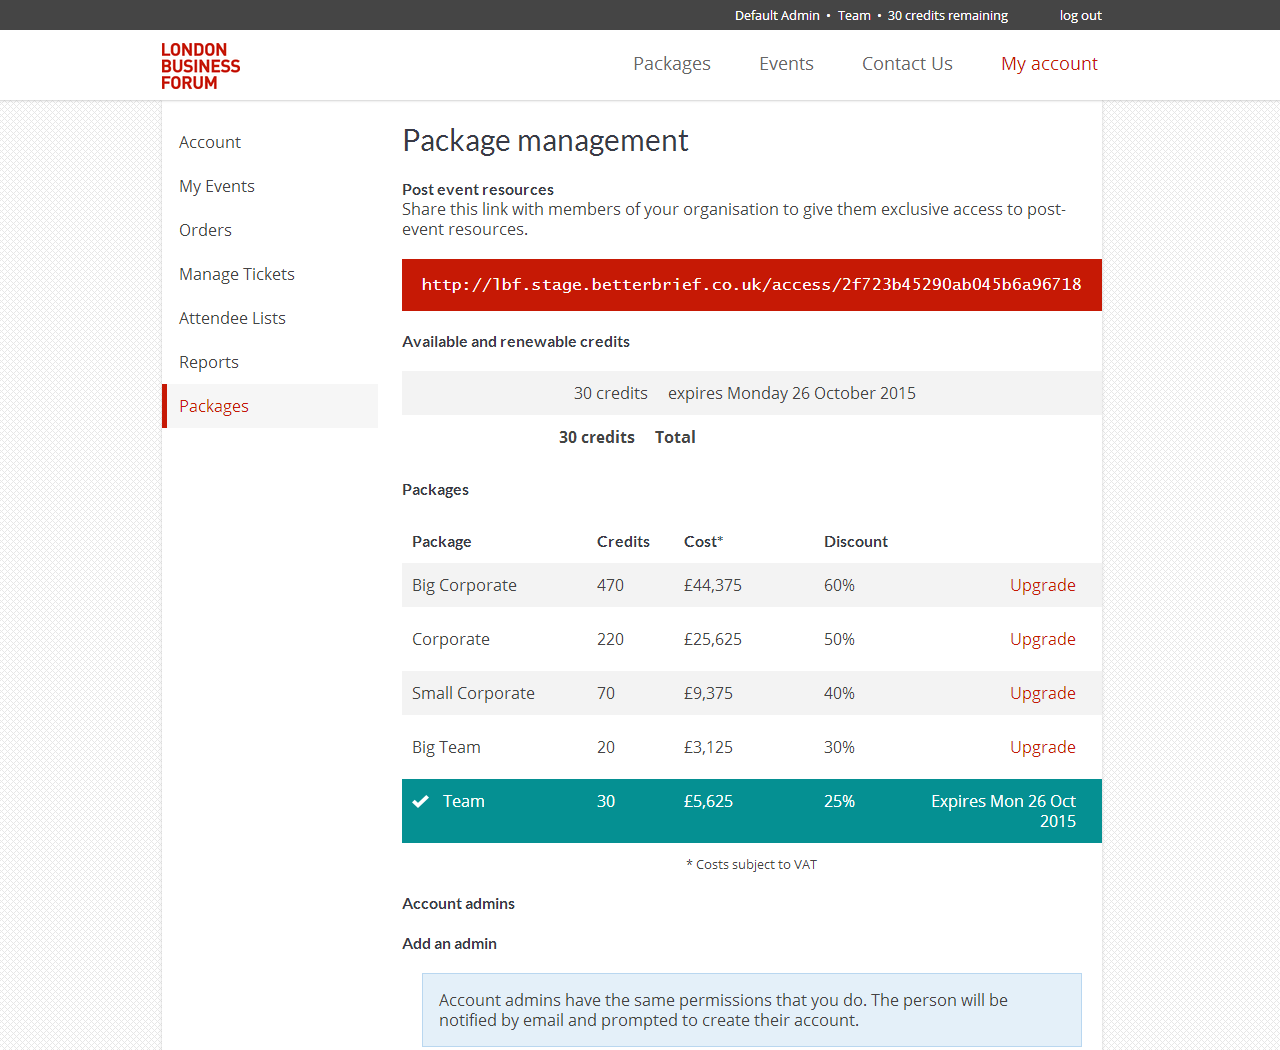 Default Admin • Team • 30 credits remaining log out
LONDON
BUSINESS
FORUM
Packages Events Contact Us My account
Account
My Events
Orders
Manage Tickets
Attendee Lists
Reports
Packages
Package management
Post event resources
Share this link with members of your organisation to give them exclusive access to post-
event resources.
http://lbf.stage.betterbrief.co.uk/access/2f723b45290ab045b6a96718
Available and renewable credits
30 credits expires Monday 26 October 2015
30 credits Total
Packages
Package Credits Cost* Discount
Big Corporate 470 £44,375 60% Upgrade
Corporate 220 £25,625 50% Upgrade
Small Corporate 70 £9,375 40% Upgrade
Big Team 20 £3,125 30% Upgrade
Team 30 £5,625 25% Expires Mon 26 Oct
2015
* Costs subject to VAT
Account admins
Add an admin
Account admins have the same permissions that you do. The person will be
notified by email and prompted to create their account.